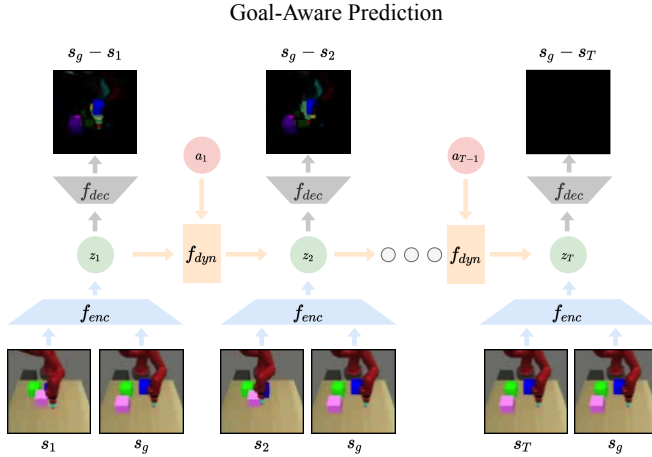 Goal-Aware Prediction
s_g − s_1
s_g − s_2
s_g − s_T
a_1
a_{T−1}
f_dec
f_dec
f_dec
z_1
f_dyn
z_2
f_dyn
z_T
f_enc
f_enc
f_enc
s_1
s_g
s_2
s_g
s_T
s_g